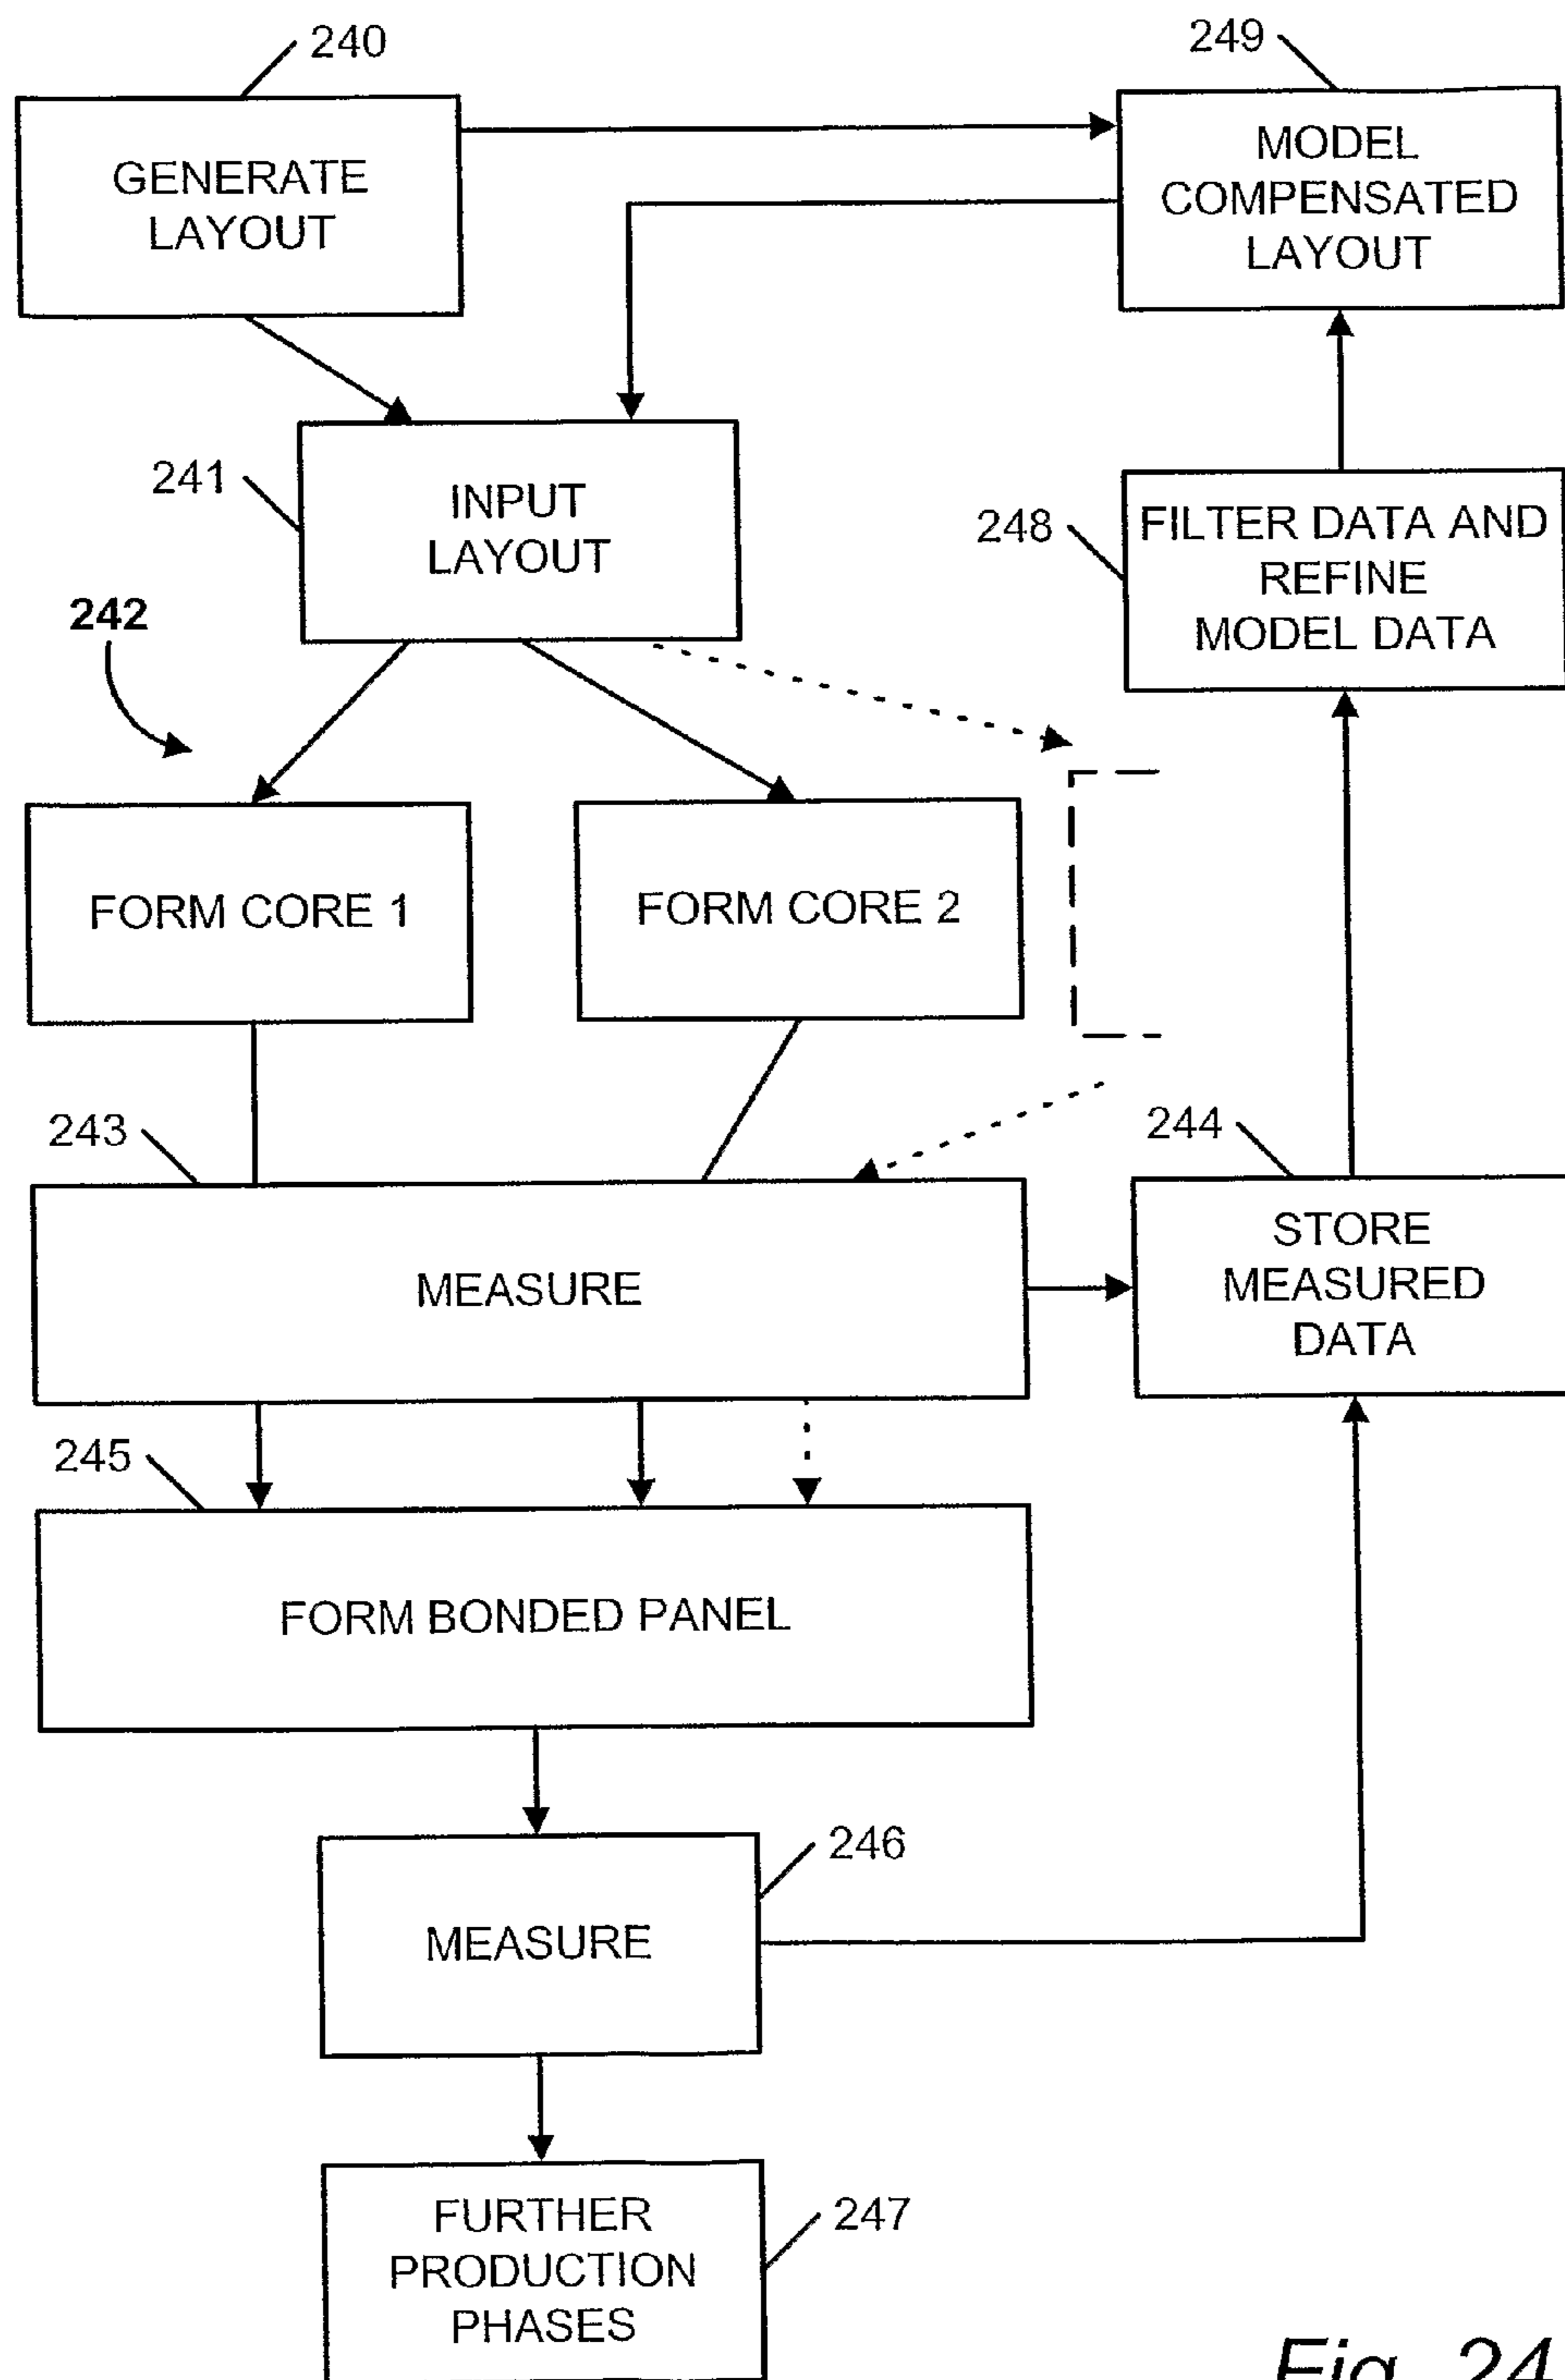 240
249
GENERATE
LAYOUT
MODEL
COMPENSATED
LAYOUT
241
INPUT
LAYOUT
248
FILTER DATA AND
REFINE
MODEL DATA
242
FORM CORE 1
FORM CORE 2
243
244
MEASURE
STORE
MEASURED
DATA
245
FORM BONDED PANEL
246
MEASURE
247
FURTHER
PRODUCTION
PHASES
Fig. 24